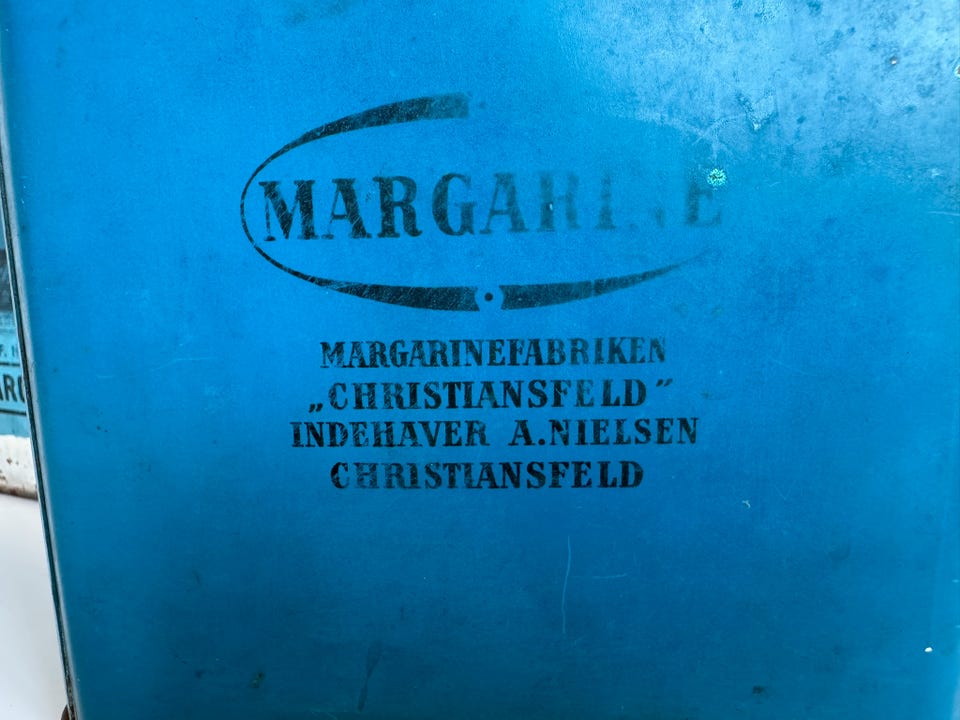 MARGARINE
MARGARINEFABRIKEN
„CHRISTIANSFELD”
INDEHAVER A.NIELSEN
CHRISTIANSFELD